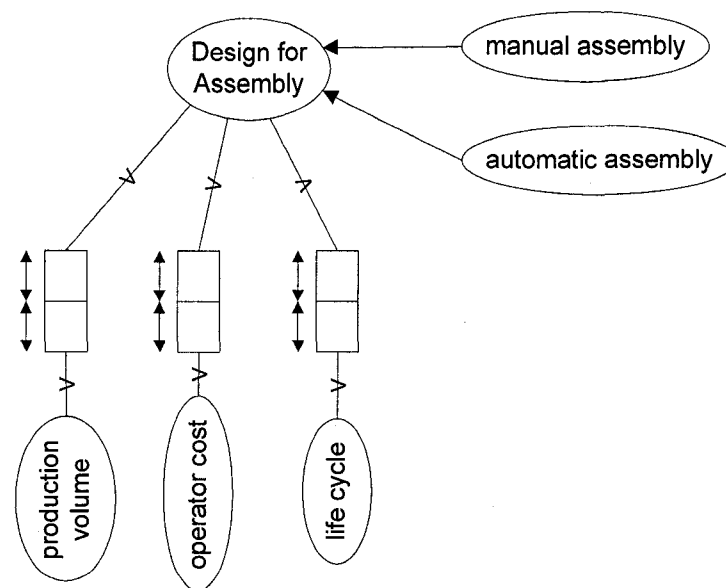 Design for
Assembly
manual assembly
automatic assembly
V
V
V
V
V
V
production
volume
operator cost
life cycle